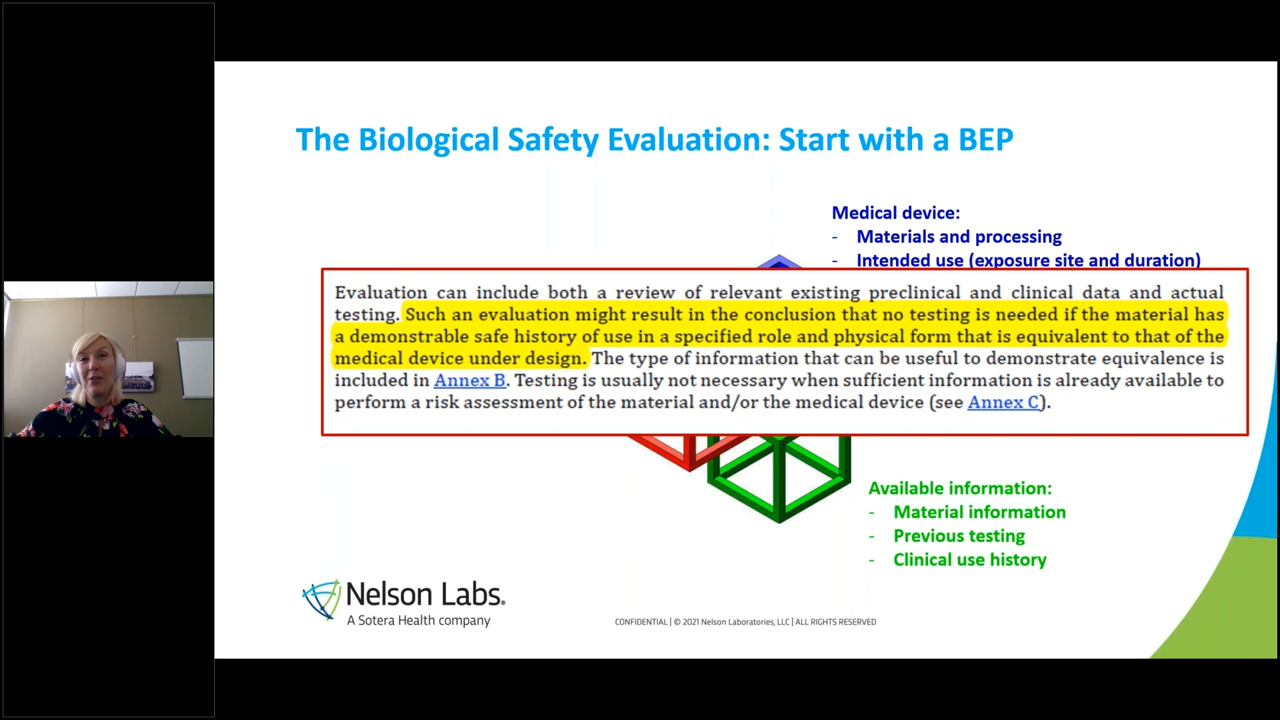 The Biological Safety Evaluation: Start with a BEP
Medical device:
- Materials and processing
- Intended use (exposure site and duration)
Evaluation can include both a review of relevant existing preclinical and clinical data and actual
testing. Such an evaluation might result in the conclusion that no testing is needed if the material has
a demonstrable safe history of use in a specified role and physical form that is equivalent to that of the
medical device under design. The type of information that can be useful to demonstrate equivalence is
included in Annex B. Testing is usually not necessary when sufficient information is already available to
perform a risk assessment of the material and/or the medical device (see Annex C).
Available information:
- Material information
- Previous testing
- Clinical use history
Nelson Labs.
A Sotera Health company
CONFIDENTIAL | © 2021 Nelson Laboratories, LLC | ALL RIGHTS RESERVED